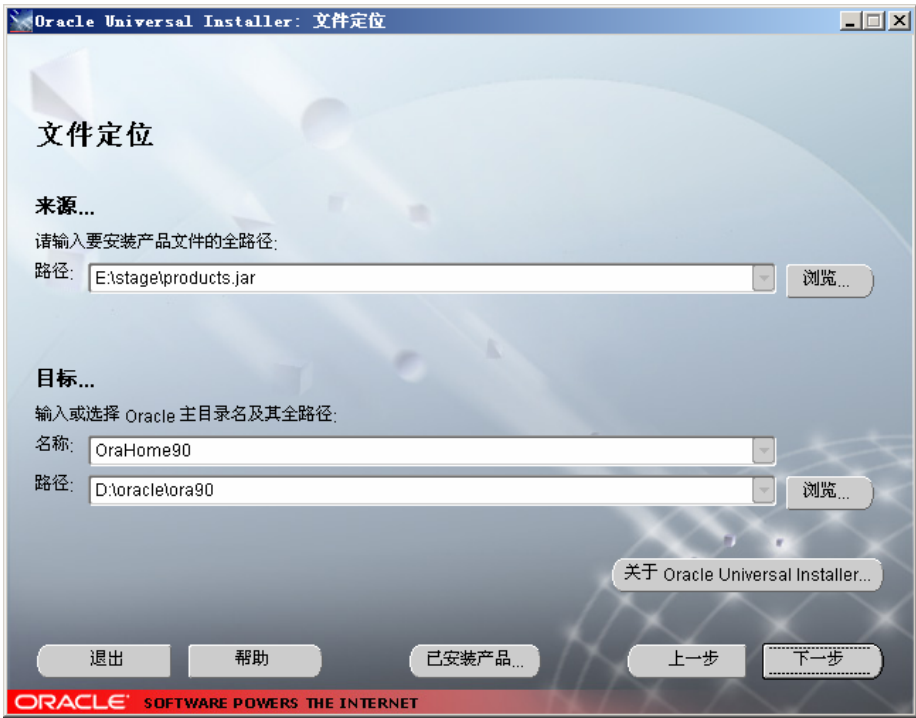 Oracle Universal Installer: 文件定位
文件定位
来源...
请输入要安装产品文件的全路径:
路径: E:\stage\products.jar 浏览...
目标...
输入或选择 Oracle 主目录名及其全路径:
名称: OraHome90
路径: D:\oracle\ora90 浏览...
关于 Oracle Universal Installer...
退出 帮助 已安装产品... 上一步 下一步
ORACLE SOFTWARE POWERS THE INTERNET